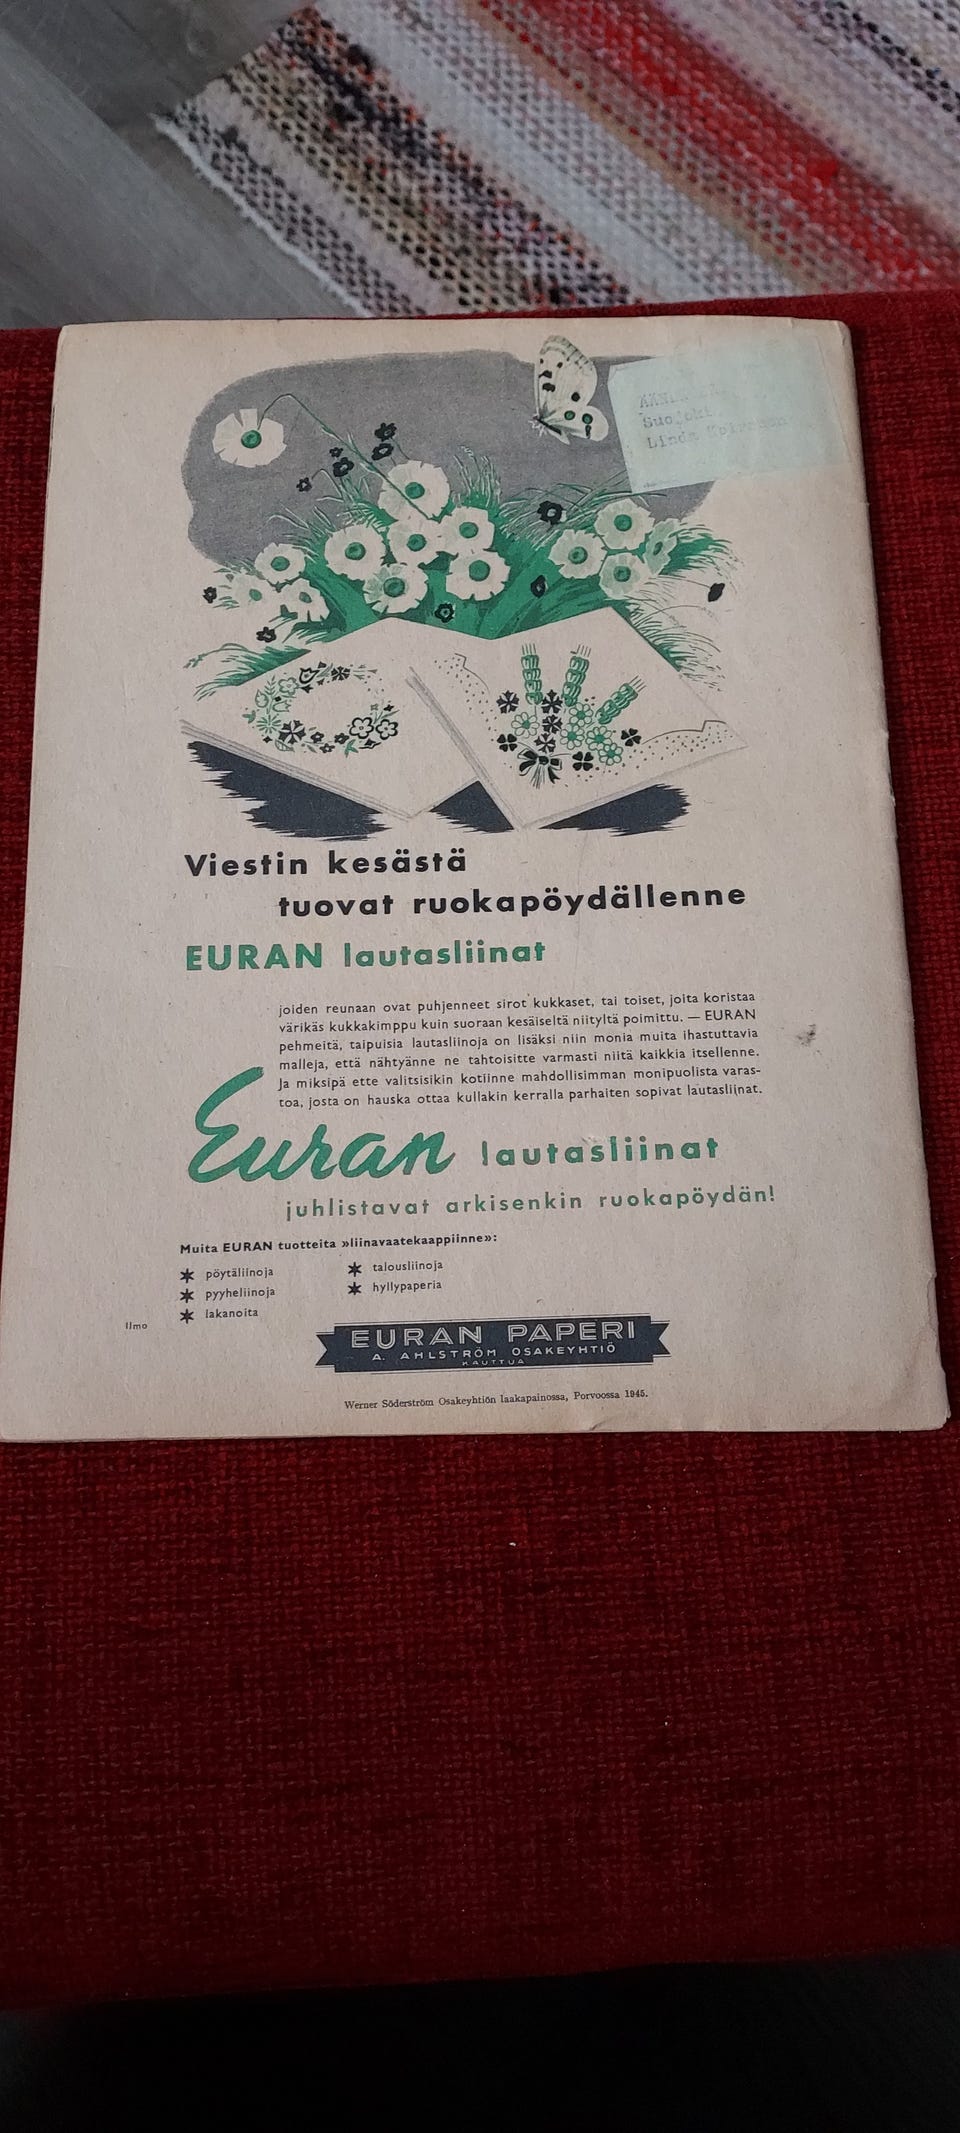 Suojoki
Linda
Viestin kesästä
tuovat ruokapöydällenne
EURAN lautasliinat
joiden reunaan ovat puhjenneet sirot kukkaset, tai toiset, joita koristaa
värikäs kukkakimppu kuin suoraan kesäiseltä niityltä poimittu. — EURAN
pehmeitä, taipuisia lautasliinoja on lisäksi niin monia muita ihastuttavia
malleja, että nähtyänne ne tahtoisitte varmasti niitä kaikkia itsellenne.
Ja miksipä ette valitsisikin kotiinne mahdollisimman monipuolista varas-
toa, josta on hauska ottaa kullakin kerralla parhaiten sopivat lautasliinat.
Euran lautasliinat
juhlistavat arkisenkin ruokapöydän!
Muita EURAN tuotteita »liinavaatekaappiinne»:
pöytäliinoja
pyyheliinoja
lakanoita
talousliinoja
hyllypaperia
Ilmo
EURAN PAPERI
A. AHLSTRÖM OSAKEYHTIÖ
KAUTTUA
Werner Söderström Osakeyhtiön laakapainossa, Porvoossa 1945.